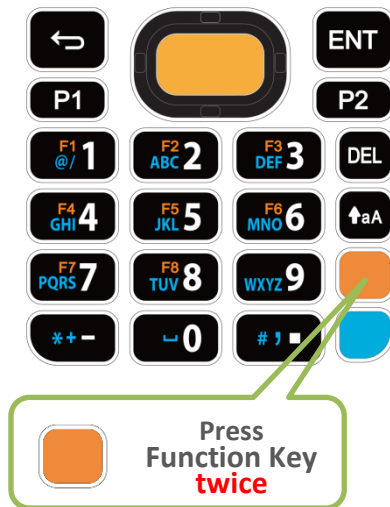 ENT
P1 P2
F1 @/ 1 F2 ABC 2 F3 DEF 3 DEL
F4 GHI 4 F5 JKL 5 F6 MNO 6 aA
F7 PQRS 7 F8 TUV 8 WXYZ 9
*+- 0 # ,
Press
Function Key
twice